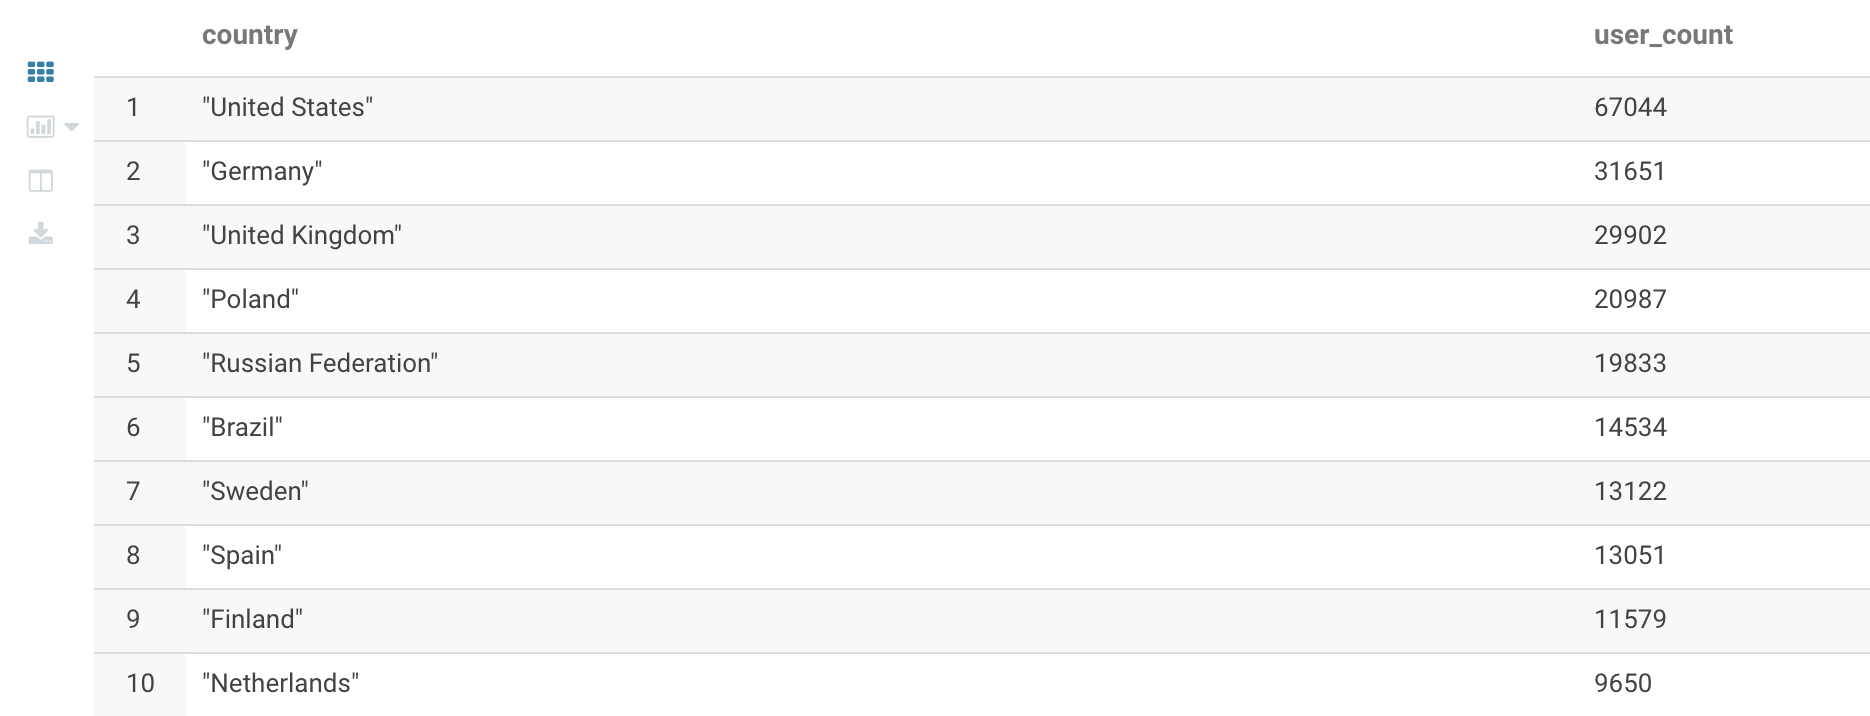 country user_count
1 "United States" 67044
2 "Germany" 31651
3 "United Kingdom" 29902
4 "Poland" 20987
5 "Russian Federation" 19833
6 "Brazil" 14534
7 "Sweden" 13122
8 "Spain" 13051
9 "Finland" 11579
10 "Netherlands" 9650